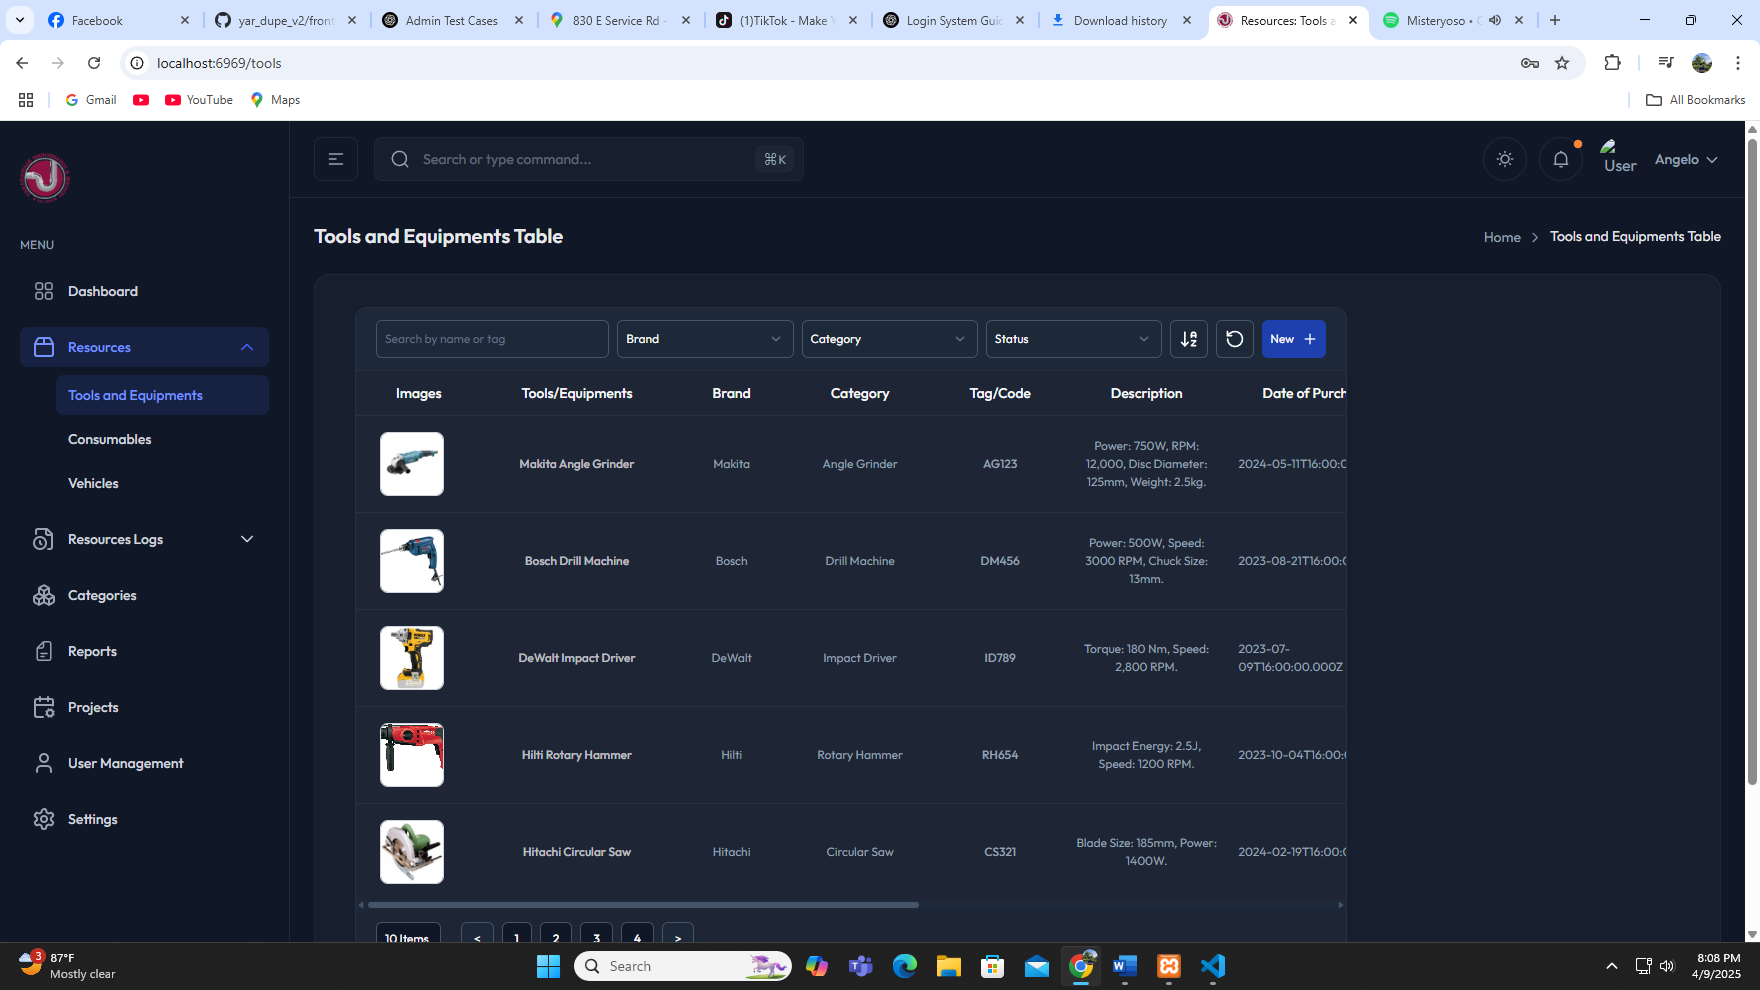 Facebook
yar_dupe_v2/front
Admin Test Cases
830 E Service Rd -
(1)TikTok - Make Y
Login System Guid
Download history
Resources: Tools a
Misteryoso •
localhost:6969/tools
Gmail
YouTube
Maps
All Bookmarks
Search or type command...
⌘K
User
Angelo
MENU
Dashboard
Resources
Tools and Equipments
Consumables
Vehicles
Resources Logs
Categories
Reports
Projects
User Management
Settings
Tools and Equipments Table
Home > Tools and Equipments Table
Search by name or tag
Brand
Category
Status
New +
Images Tools/Equipments Brand Category Tag/Code Description Date of Purch
Makita Angle Grinder Makita Angle Grinder AG123
Power: 750W, RPM:
12,000, Disc Diameter:
125mm, Weight: 2.5kg.
2024-05-11T16:00:0
Bosch Drill Machine Bosch Drill Machine DM456
Power: 500W, Speed:
3000 RPM, Chuck Size:
13mm.
2023-08-21T16:00:0
DeWalt Impact Driver DeWalt Impact Driver ID789
Torque: 180 Nm, Speed:
2,800 RPM.
2023-07-
09T16:00:00.000Z
Hilti Rotary Hammer Hilti Rotary Hammer RH654
Impact Energy: 2.5J,
Speed: 1200 RPM.
2023-10-04T16:00:
Hitachi Circular Saw Hitachi Circular Saw CS321
Blade Size: 185mm, Power:
1400W.
2024-02-19T16:00:0
10 Items < 1 2 3 4 >
3
87°F
Mostly clear
Search
8:08 PM
4/9/2025